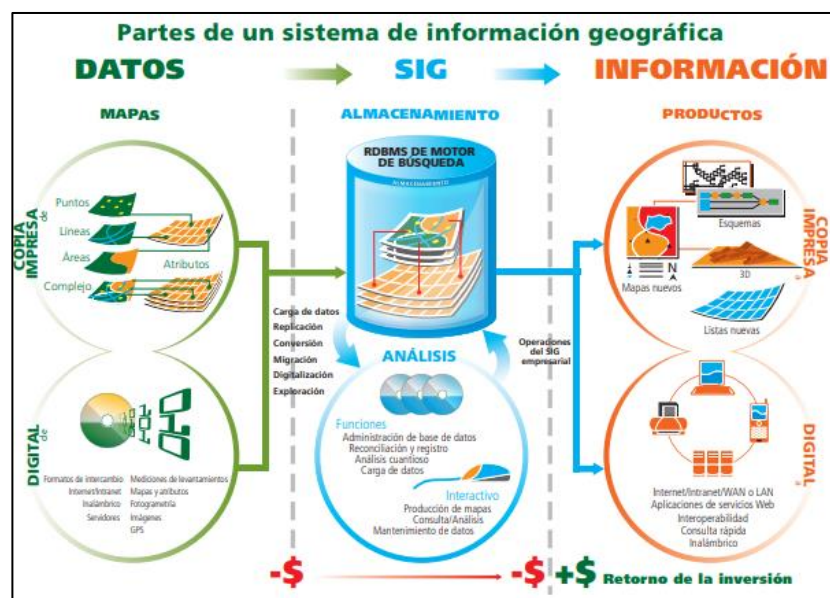 Partes de un sistema de información geográfica
DATOS
SIG
INFORMACIÓN
MAPAS
ALMACENAMIENTO
PRODUCTOS
COPIA
IMPRESA
de
Puntos
Líneas
Áreas
Atributos
Complejo
RDBMS DE MOTOR
DE BÚSQUEDA
ALMACENAMIENTO
Esquemas
N
3D
Mapas nuevos
Listas nuevas
COPIA
IMPRESA
a
Carga de datos
Replicación
Conversión
Migración
Digitalización
Exploración
Operaciones
del SIG
empresarial
ANÁLISIS
Funciones
Administración de base de datos
Reconciliación y registro
Análisis cuantioso
Carga de datos
Interactivo
Producción de mapas
Consulta/Análisis
Mantenimiento de datos
DIGITAL
de
Formatos de intercambio
Internet/Intranet
Inalámbrico
Servidores
Mediciones de levantamientos
Mapas y atributos
Fotogrametría
Imágenes
GPS
DIGITAL
a
Internet/Intranet/WAN o LAN
Aplicaciones de servicios Web
Interoperabilidad
Consulta rápida
Inalámbrico
-$
-$
+$ Retorno de la inversión